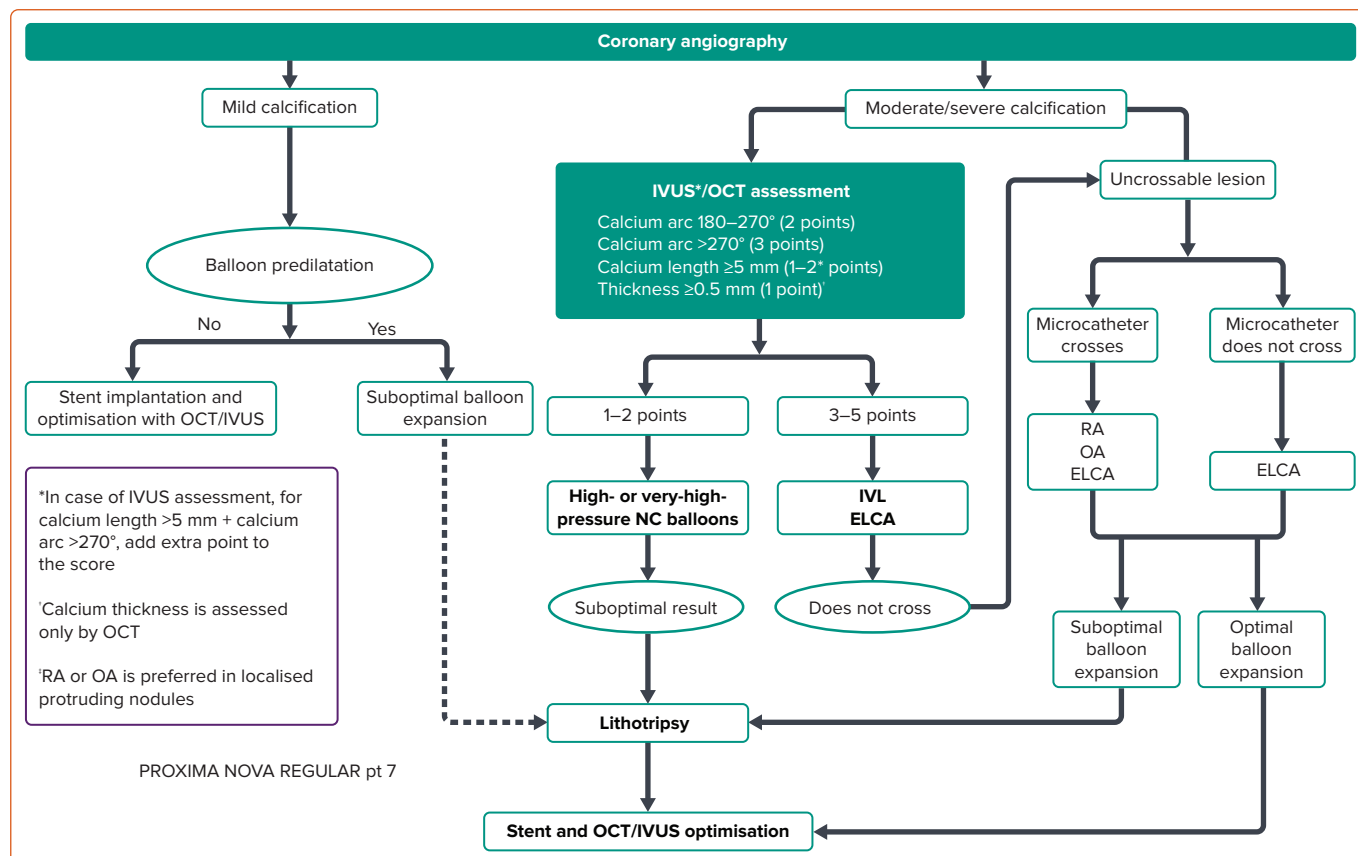 Coronary angiography
Mild calcification
Moderate/severe calcification
IVUS*/OCT assessment
Calcium arc 180–270° (2 points)
Calcium arc >270° (3 points)
Calcium length ≥5 mm (1–2* points)
Thickness ≥0.5 mm (1 point)†
Uncrossable lesion
Balloon predilatation
No
Yes
Stent implantation and
optimisation with OCT/IVUS
Suboptimal balloon
expansion
1–2 points
3–5 points
Microcatheter
crosses
Microcatheter
does not cross
High- or very-high-
pressure NC balloons
IVL
ELCA
RA
OA
ELCA
ELCA
Suboptimal result
Does not cross
Suboptimal
balloon
expansion
Optimal
balloon
expansion
*In case of IVUS assessment, for
calcium length >5 mm + calcium
arc >270°, add extra point to
the score
†Calcium thickness is assessed
only by OCT
‡RA or OA is preferred in localised
protruding nodules
Lithotripsy
PROXIMA NOVA REGULAR pt 7
Stent and OCT/IVUS optimisation